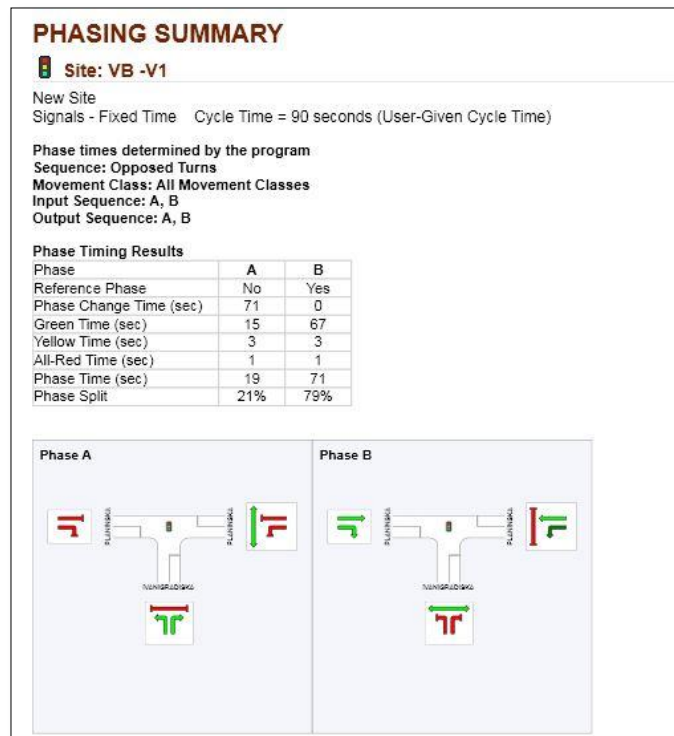 PHASING SUMMARY
Site: VB -V1
New Site
Signals - Fixed Time Cycle Time = 90 seconds (User-Given Cycle Time)
Phase times determined by the program
Sequence: Opposed Turns
Movement Class: All Movement Classes
Input Sequence: A, B
Output Sequence: A, B
Phase Timing Results
Phase A B
Reference Phase No Yes
Phase Change Time (sec) 71 0
Green Time (sec) 15 67
Yellow Time (sec) 3 3
All-Red Time (sec) 1 1
Phase Time (sec) 19 71
Phase Split 21% 79%
Phase A
PLANINSKA
PLANINSKA
Phase B
PLANINSKA
PLANINSKA